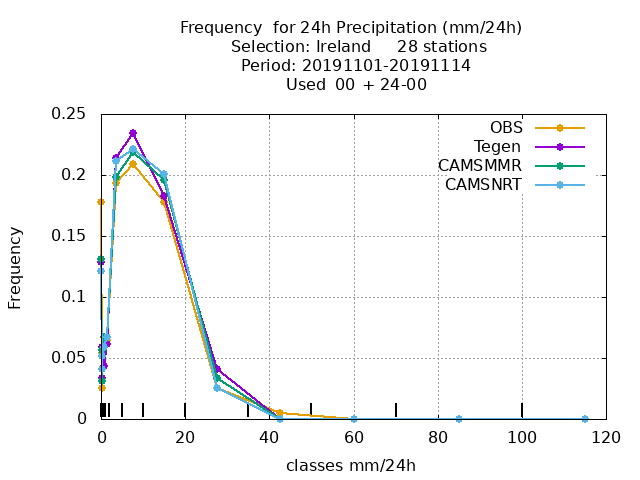 Frequency  for 24h Precipitation (mm/24h)
Selection: Ireland     28 stations
Period: 20191101-20191114
Used  00 + 24-00
OBS
Tegen
CAMSMMR
CAMSNRT
Frequency
0.25
0.2
0.15
0.1
0.05
0
0 20 40 60 80 100 120
classes mm/24h